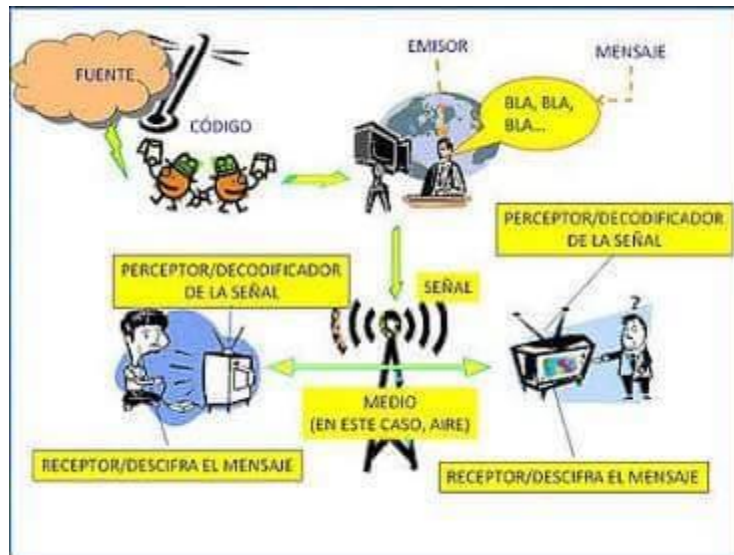 FUENTE
CÓDIGO
EMISOR
MENSAJE
BLA, BLA,
BLA...
PERCEPTOR/DECODIFICADOR
DE LA SEÑAL
PERCEPTOR/DECODIFICADOR
DE LA SEÑAL
SEÑAL
?
MEDIO
(EN ESTE CASO, AIRE)
RECEPTOR/DESCIFRA EL MENSAJE
RECEPTOR/DESCIFRA EL MENSAJE